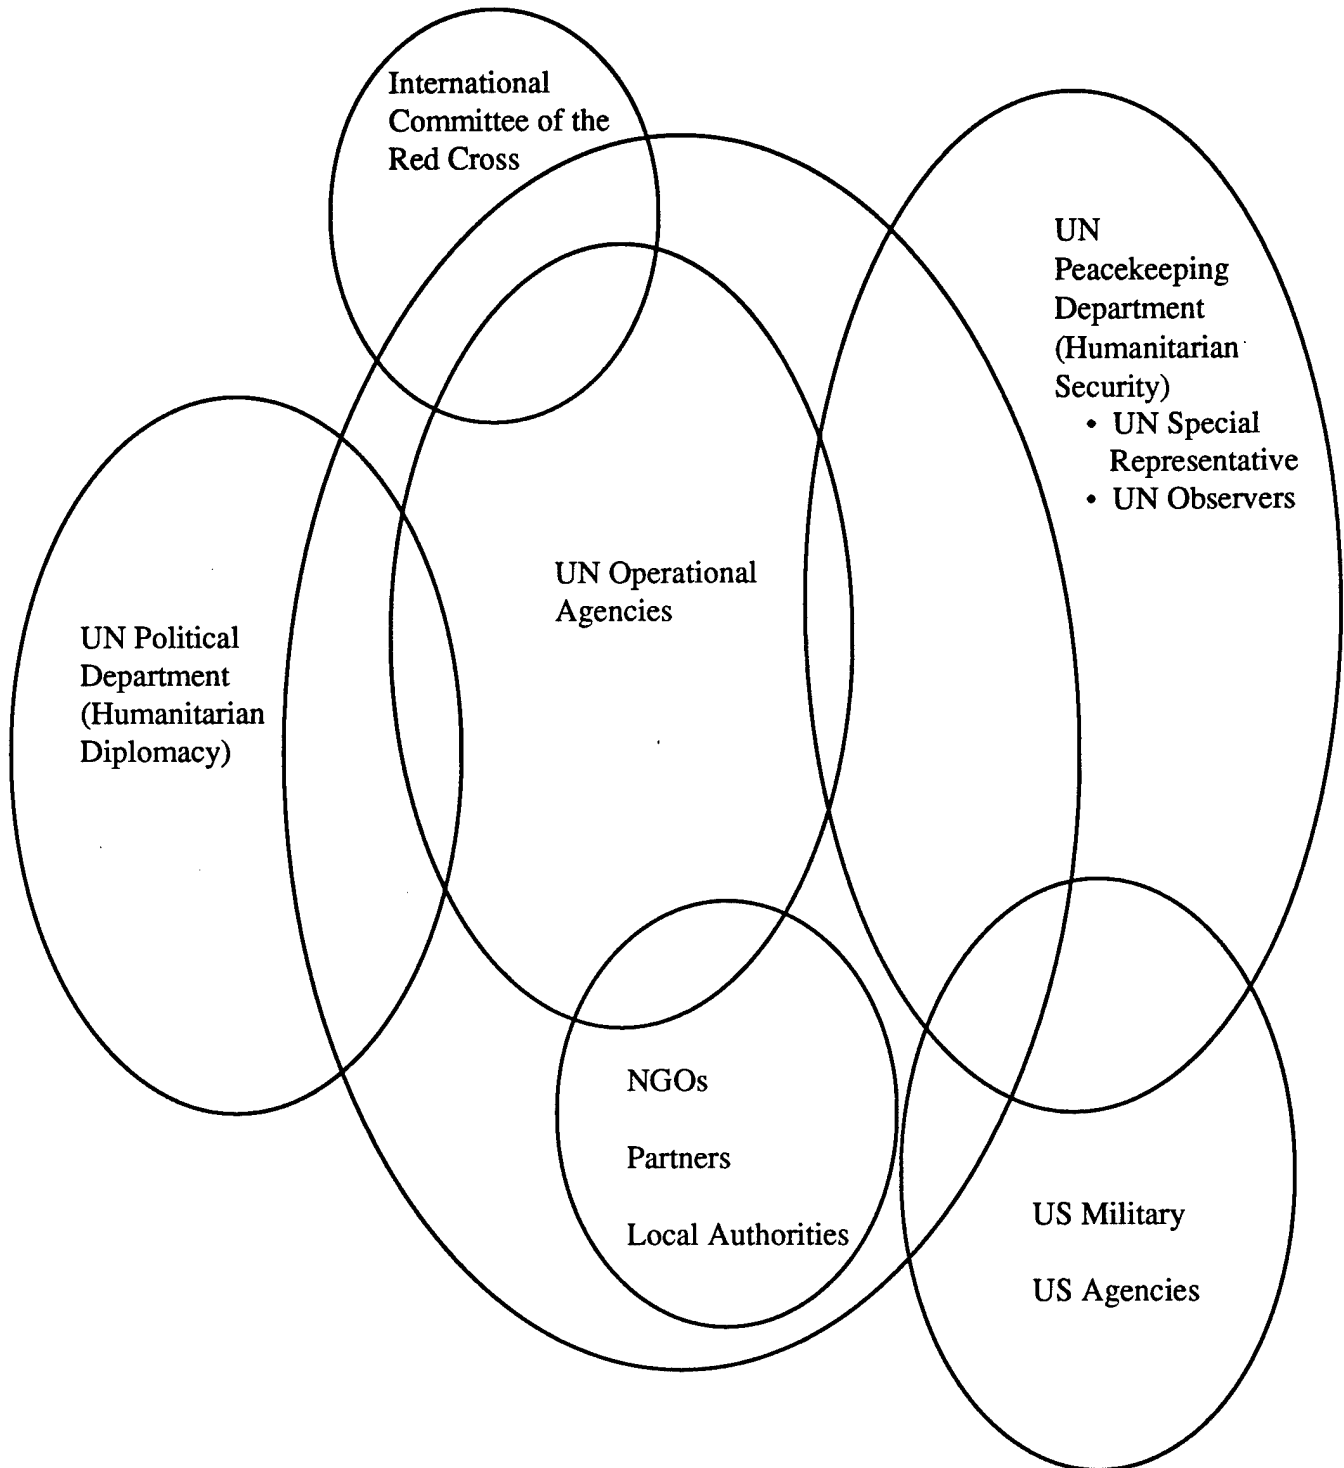 International
Committee of the
Red Cross
UN
Peacekeeping
Department
(Humanitarian
Security)
• UN Special
Representative
• UN Observers
UN Operational
Agencies
UN Political
Department
(Humanitarian
Diplomacy)
NGOs
Partners
Local Authorities
US Military
US Agencies